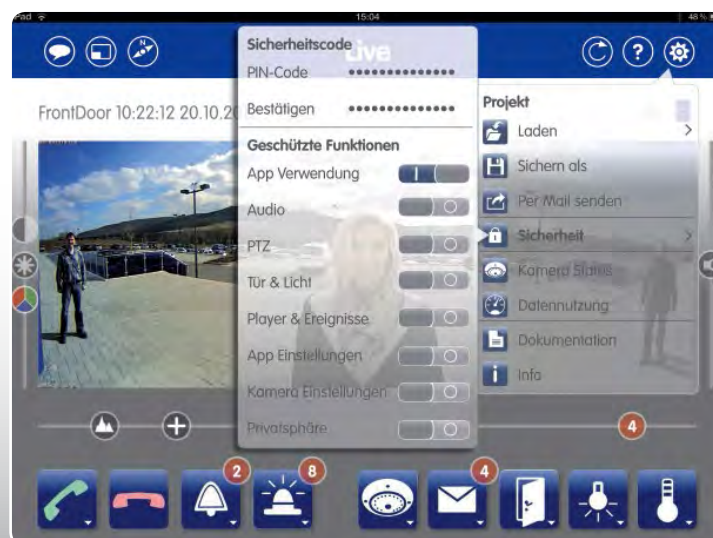 Pad
15:04
48 %
N
Live
?
FrontDoor 10:22:12 20.10.20
Sicherheitscode
PIN-Code ••••••••••••••
Bestätigen ••••••••••••••
Geschützte Funktionen
App Verwendung
Audio
PTZ
Tür & Licht
Player & Ereignisse
App Einstellungen
Kamera Einstellungen
Privatsphäre
Projekt
Laden
Sichern als
Per Mail senden
Sicherheit
Kamera Status
Datennutzung
Dokumentation
Info
4
2
8
4